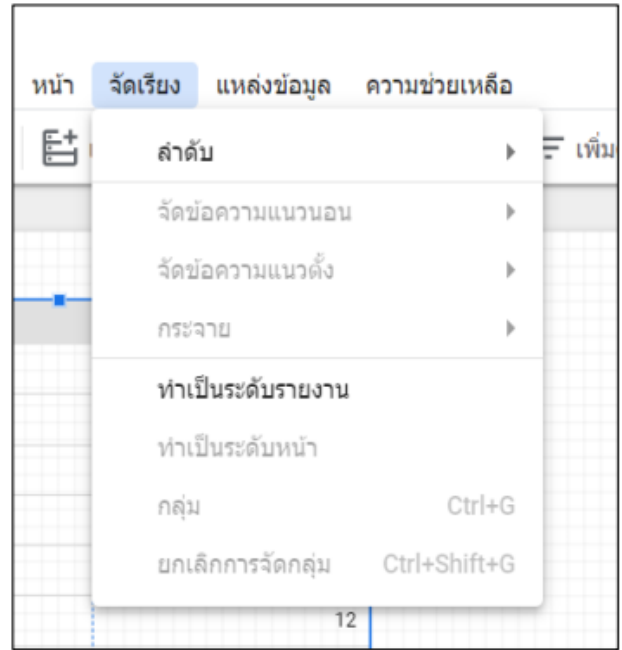 หน้า จัดเรียง แหล่งข้อมูล ความช่วยเหลือ
ลำดับ
เพิ่ม
จัดข้อความแนวนอน
จัดข้อความแนวตั้ง
กระจาย
ทำเป็นระดับรายงาน
ทำเป็นระดับหน้า
กลุ่ม Ctrl+G
ยกเลิกการจัดกลุ่ม Ctrl+Shift+G
12